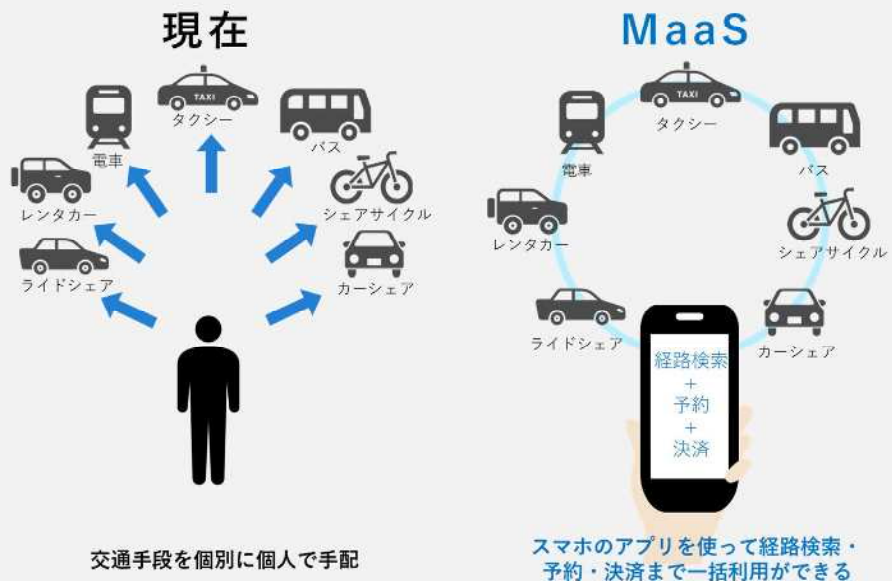 現在
TAXI
タクシー
電車
バス
レンタカー
シェアサイクル
ライドシェア
カーシェア
交通手段を個別に個人で手配
MaaS
TAXI
タクシー
電車
バス
レンタカー
シェアサイクル
ライドシェア
カーシェア
経路検索
+
予約
+
決済
スマホのアプリを使って経路検索・
予約・決済まで一括利用ができる